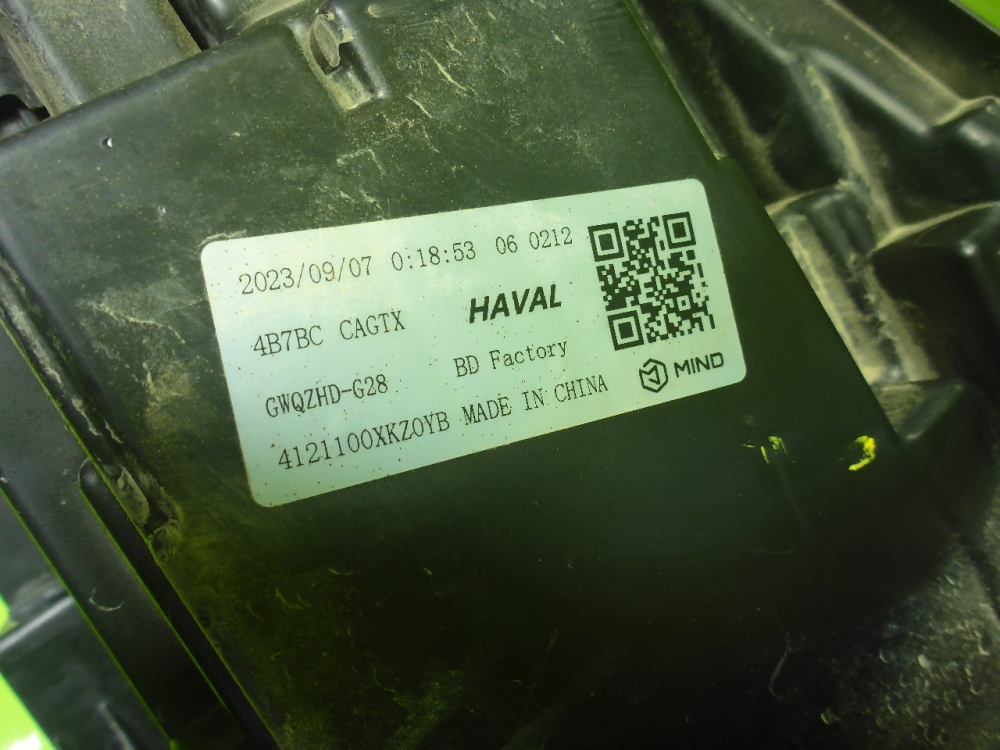 2023/09/07 0:18:53 06 0212
4B7BC CAGTX
HAVAL
GWQZHD-G28
BD Factory
4121100XKZ0YB MADE IN CHINA
MIND